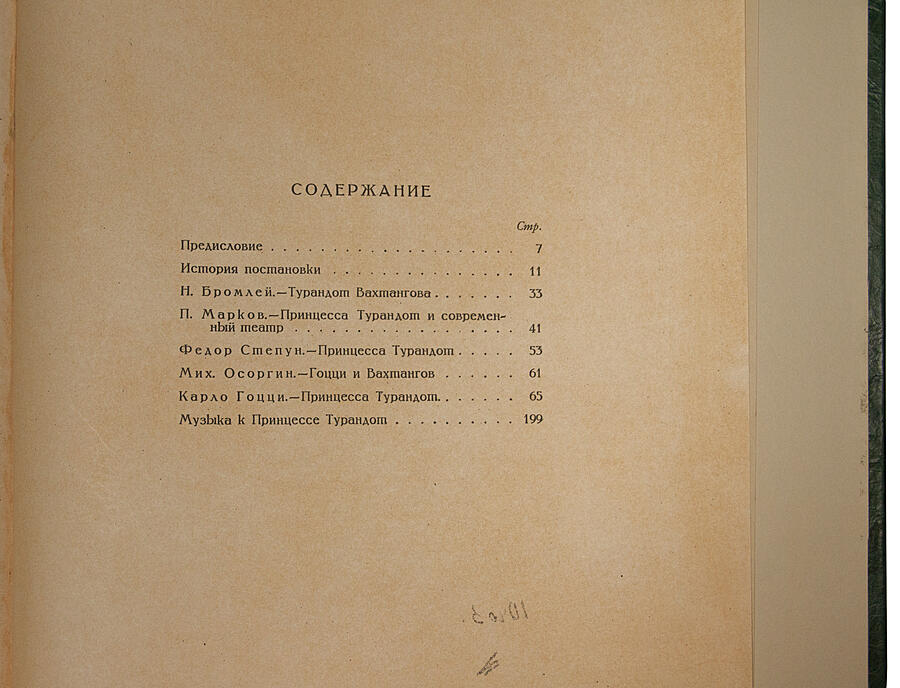 СОДЕРЖАНИЕ
Стр.
Предисловие . . . . . . . . . . . . . . . . . . . . 7
История постановки . . . . . . . . . . . . . . . 11
Н. Бромлей.—Турандот Вахтангова . . . . . . . 33
П. Марков.—Принцесса Турандот и современ-
ный театр . . . . . . . . . . . . . . . . . . 41
Федор Степун.—Принцесса Турандот . . . . . 53
Мих. Осоргин.—Гоцци и Вахтангов . . . . . . 61
Карло Гоцци.—Принцесса Турандот. . . . . . . 65
Музыка к Принцессе Турандот . . . . . . . . . . 199